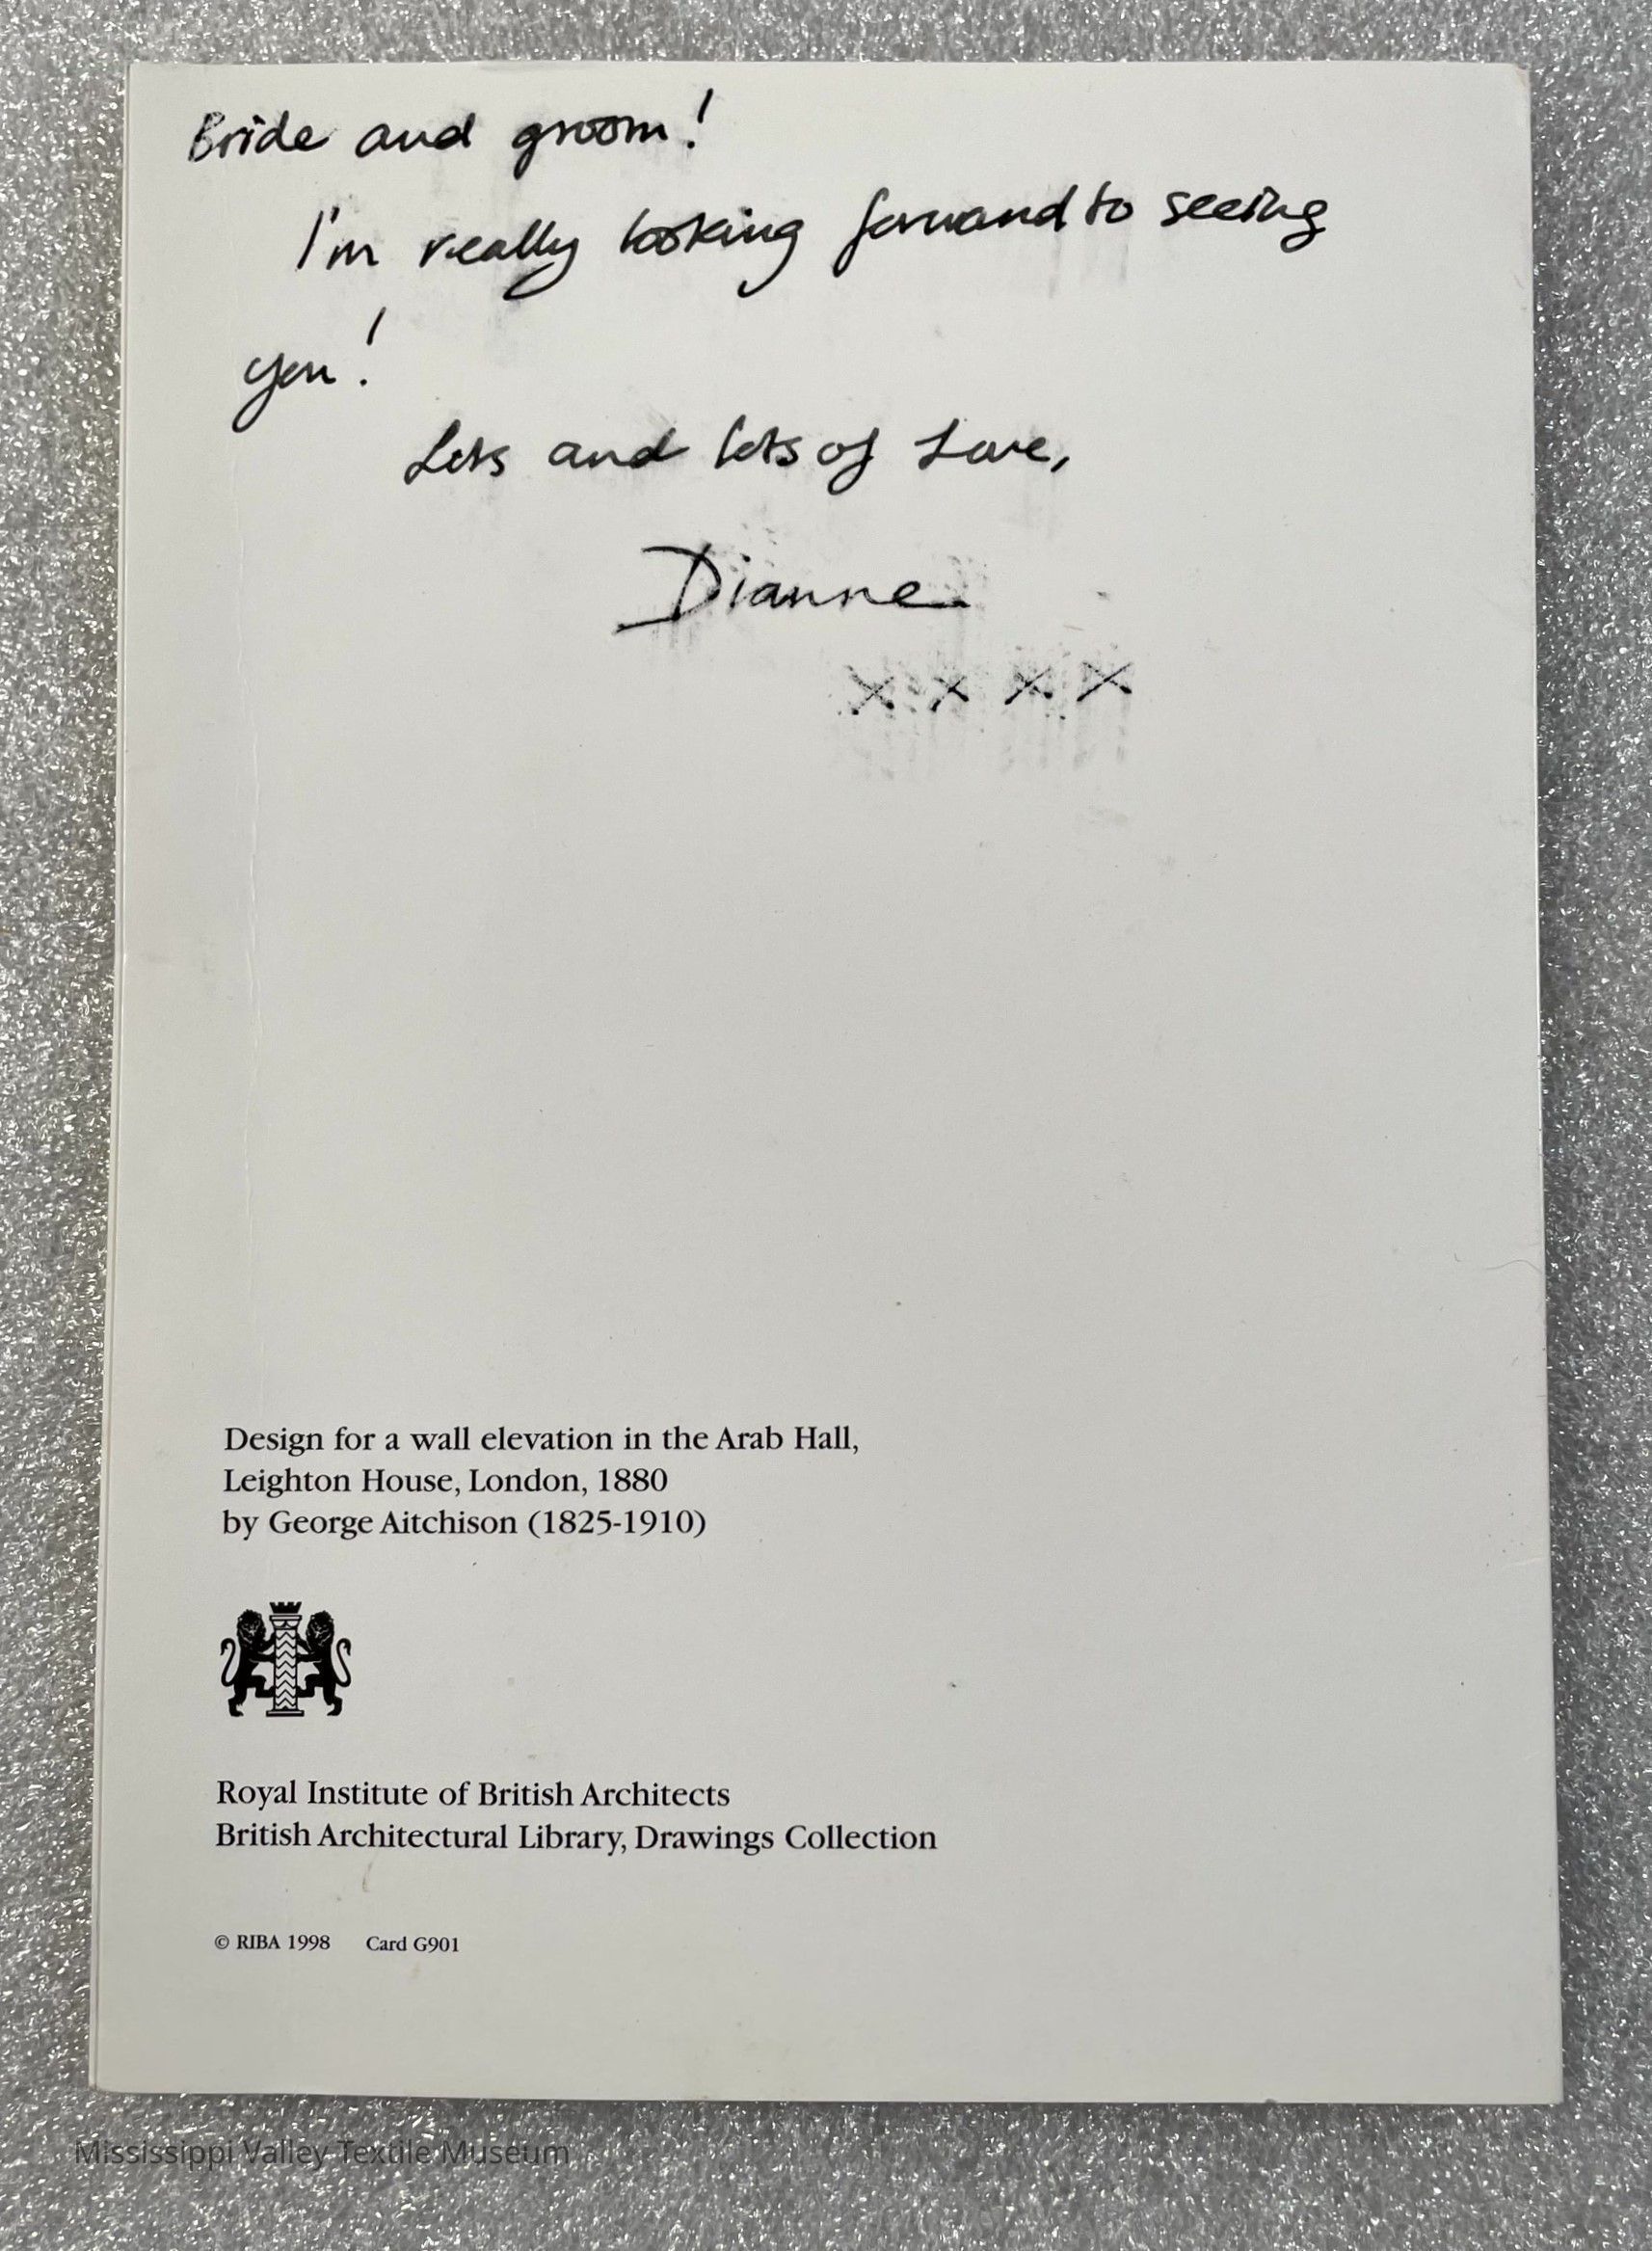 Bride and groom!
I'm really looking forward to seeing
you!
Lots and lots of Love,
Dianne
x x x x
Design for a wall elevation in the Arab Hall,
Leighton House, London, 1880
by George Aitchison (1825-1910)
Royal Institute of British Architects
British Architectural Library, Drawings Collection
© RIBA 1998 Card G901
Mississippi Valley Textile Museum